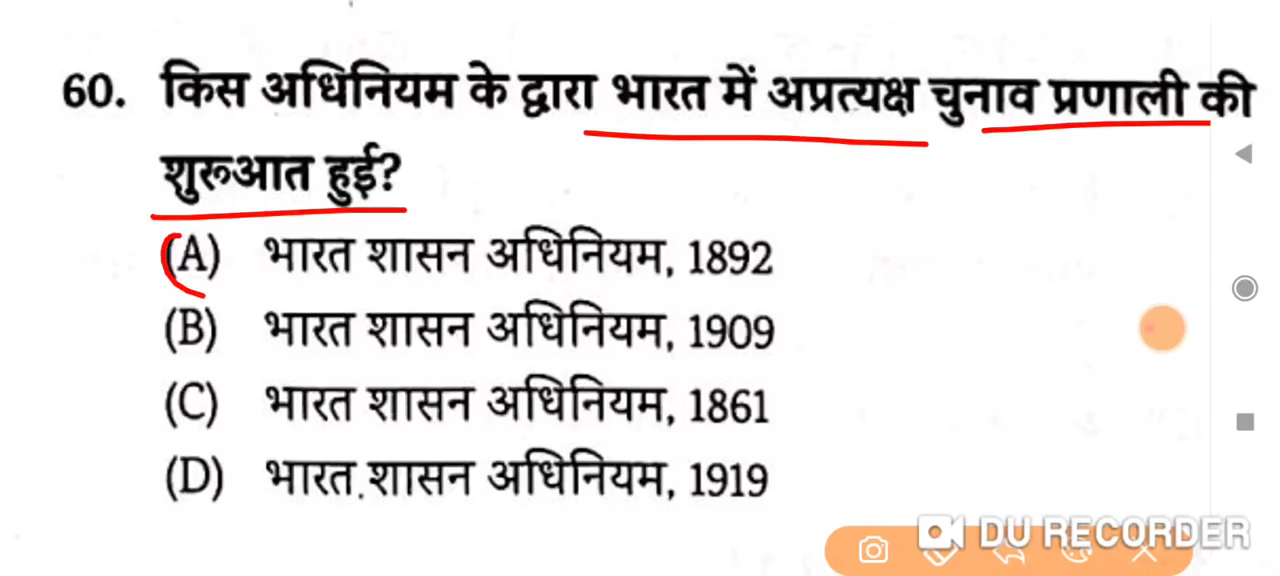 60. किस अधिनियम के द्वारा भारत में अप्रत्यक्ष चुनाव प्रणाली की
शुरूआत हुई?
(A) भारत शासन अधिनियम, 1892
(B) भारत शासन अधिनियम, 1909
(C) भारत शासन अधिनियम, 1861
(D) भारत.शासन अधिनियम, 1919
DU RECORDER